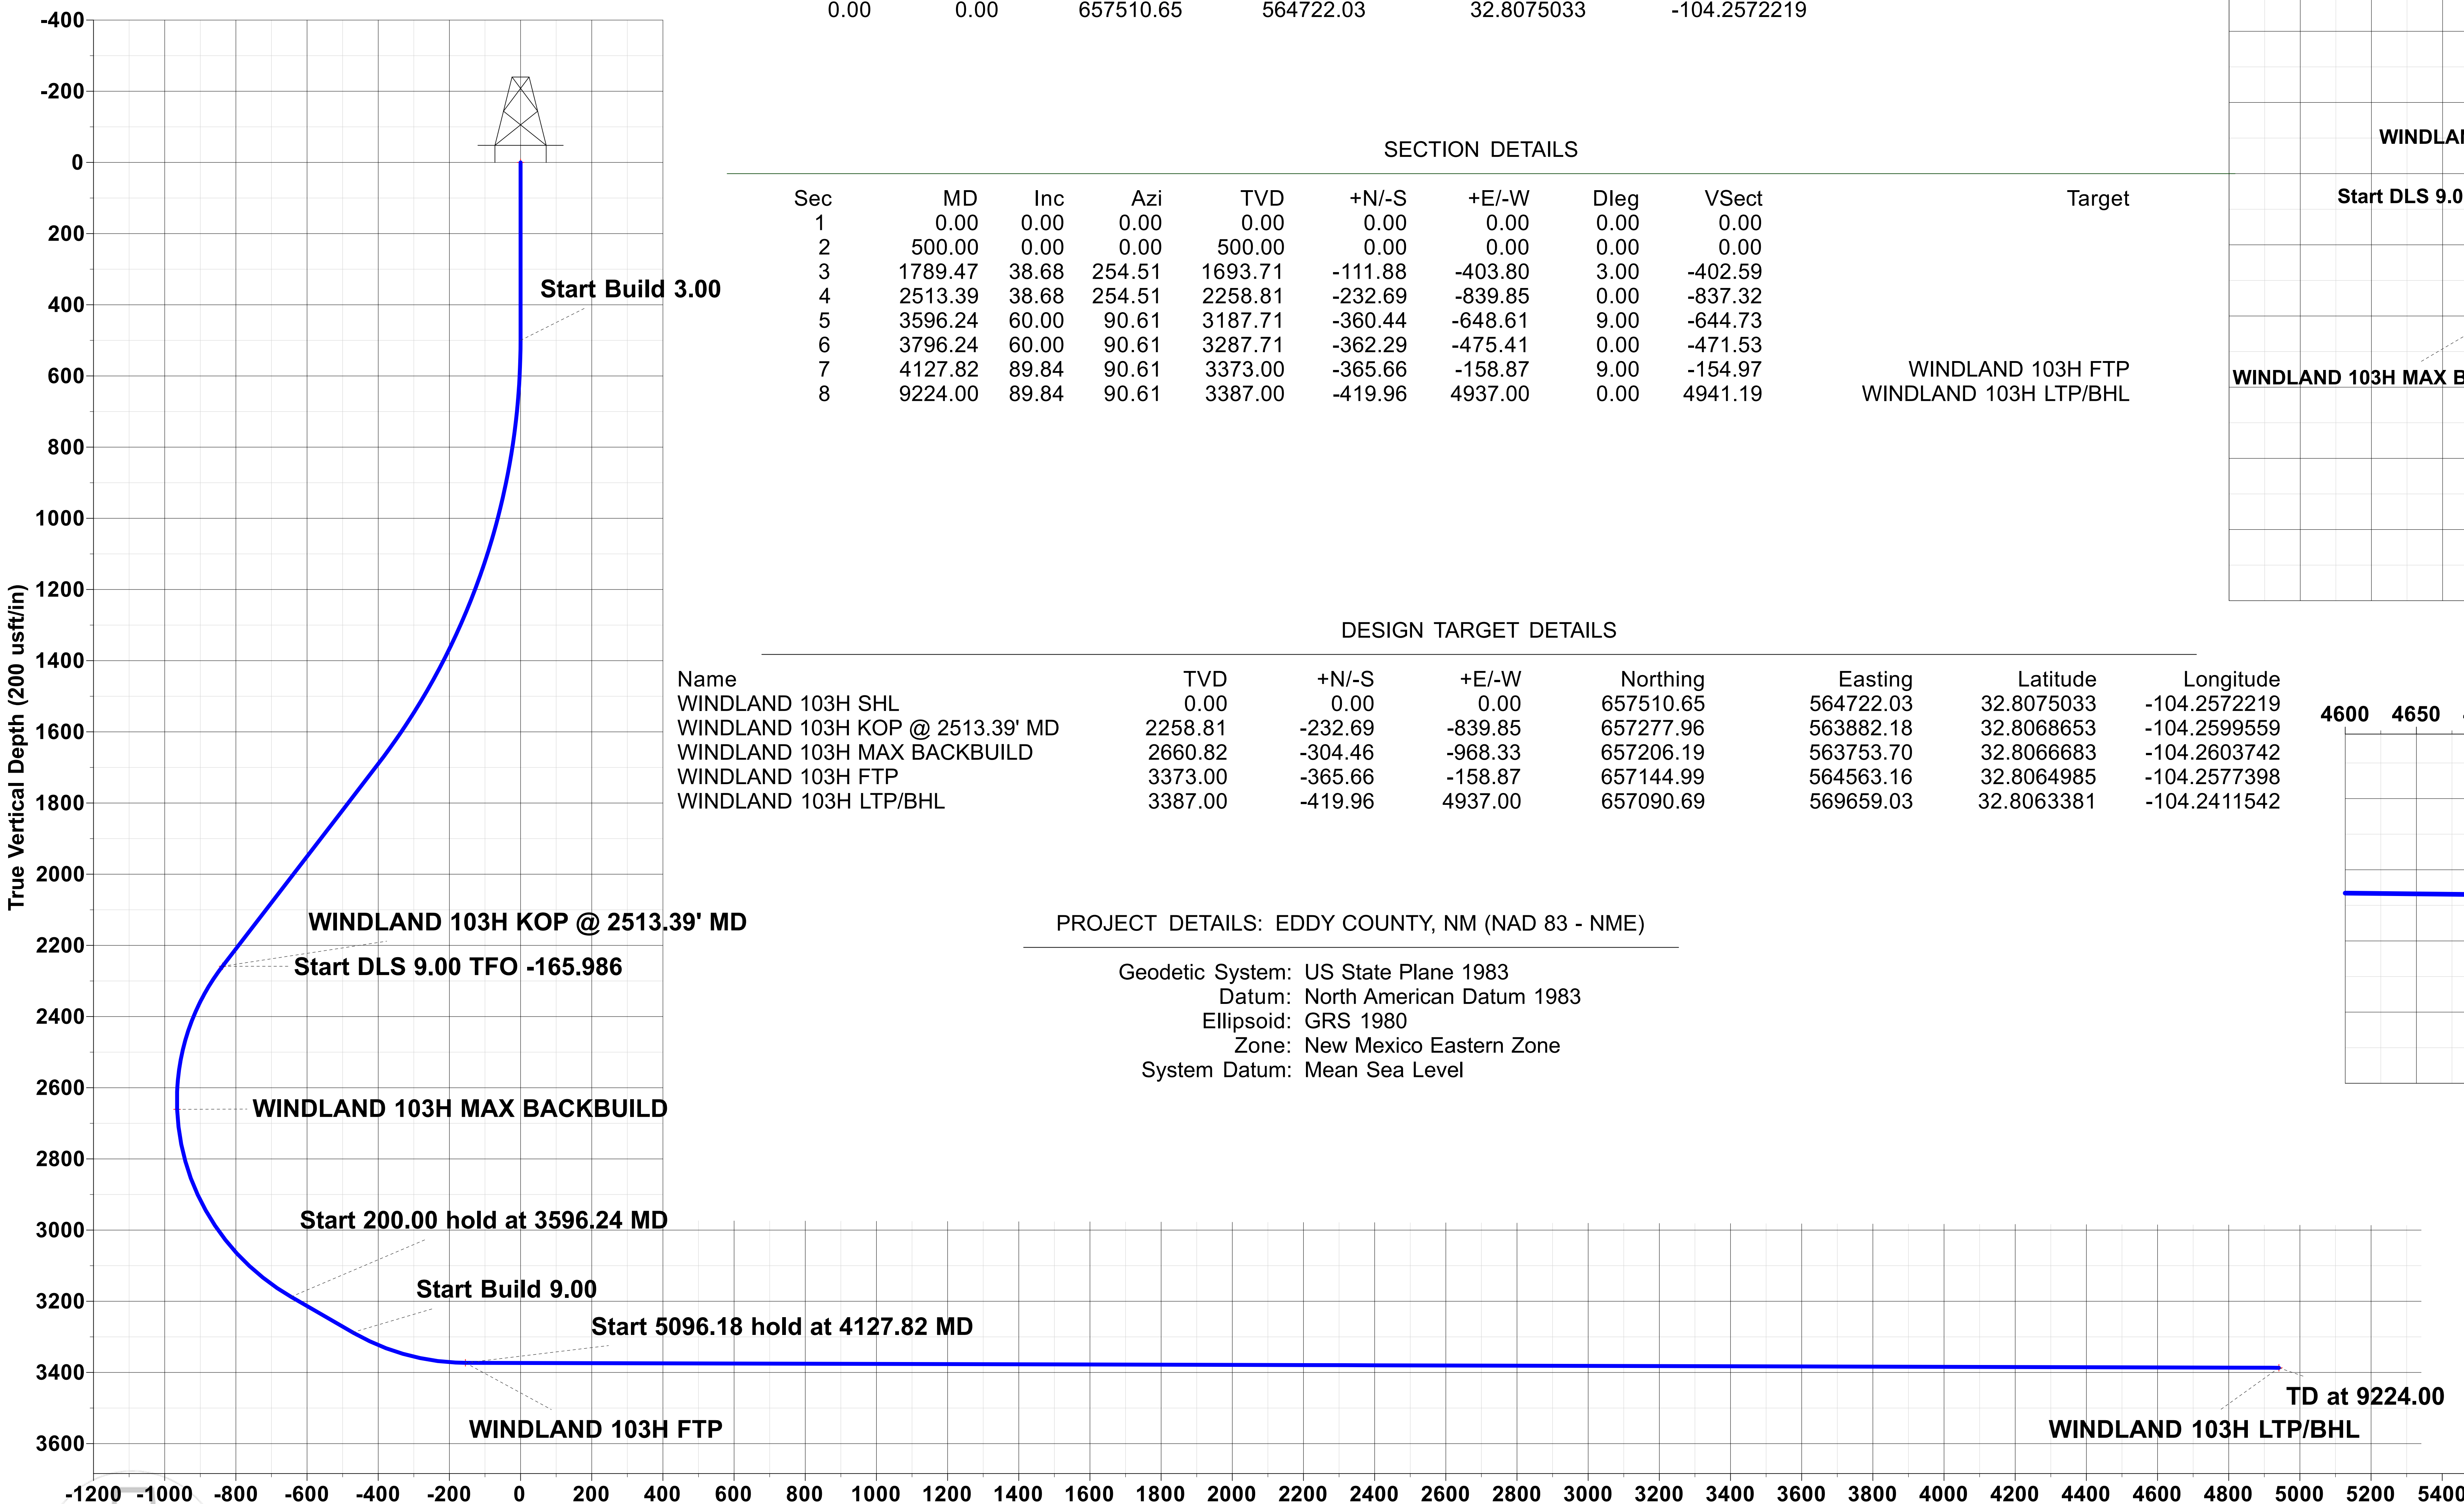 0.00 0.00 657510.65 564722.03 32.8075033 -104.2572219
-400
-200
0
200
400
600
800
1000
1200
1400
1600
1800
2000
2200
2400
2600
2800
3000
3200
3400
3600
True Vertical Depth (200 usft/in)
Start Build 3.00
WINDLAND 103H KOP @ 2513.39' MD
Start DLS 9.00 TFO -165.986
WINDLAND 103H MAX BACKBUILD
Start 200.00 hold at 3596.24 MD
Start Build 9.00
Start 5096.18 hold at 4127.82 MD
WINDLAND 103H FTP
TD at 9224.00
WINDLAND 103H LTP/BHL
-1200 -1000 -800 -600 -400 -200 0 200 400 600 800 1000 1200 1400 1600 1800 2000 2200 2400 2600 2800 3000 3200 3400 3600 3800 4000 4200 4400 4600 4800 5000 5200 5400
SECTION DETAILS
Sec MD Inc Azi TVD +N/-S +E/-W Dleg VSect Target
1 0.00 0.00 0.00 0.00 0.00 0.00 0.00 0.00
2 500.00 0.00 0.00 500.00 0.00 0.00 0.00 0.00
3 1789.47 38.68 254.51 1693.71 -111.88 -403.80 3.00 -402.59
4 2513.39 38.68 254.51 2258.81 -232.69 -839.85 0.00 -837.32
5 3596.24 60.00 90.61 3187.71 -360.44 -648.61 9.00 -644.73
6 3796.24 60.00 90.61 3287.71 -362.29 -475.41 0.00 -471.53
7 4127.82 89.84 90.61 3373.00 -365.66 -158.87 9.00 -154.97 WINDLAND 103H FTP
8 9224.00 89.84 90.61 3387.00 -419.96 4937.00 0.00 4941.19 WINDLAND 103H LTP/BHL
DESIGN TARGET DETAILS
Name TVD +N/-S +E/-W Northing Easting Latitude Longitude
WINDLAND 103H SHL 0.00 0.00 0.00 657510.65 564722.03 32.8075033 -104.2572219
WINDLAND 103H KOP @ 2513.39' MD 2258.81 -232.69 -839.85 657277.96 563882.18 32.8068653 -104.2599559
WINDLAND 103H MAX BACKBUILD 2660.82 -304.46 -968.33 657206.19 563753.70 32.8066683 -104.2603742
WINDLAND 103H FTP 3373.00 -365.66 -158.87 657144.99 564563.16 32.8064985 -104.2577398
WINDLAND 103H LTP/BHL 3387.00 -419.96 4937.00 657090.69 569659.03 32.8063381 -104.2411542
PROJECT DETAILS: EDDY COUNTY, NM (NAD 83 - NME)
Geodetic System: US State Plane 1983
Datum: North American Datum 1983
Ellipsoid: GRS 1980
Zone: New Mexico Eastern Zone
System Datum: Mean Sea Level
WINDLA
Start DLS 9.0
WINDLAND 103H MAX B
4600 4650